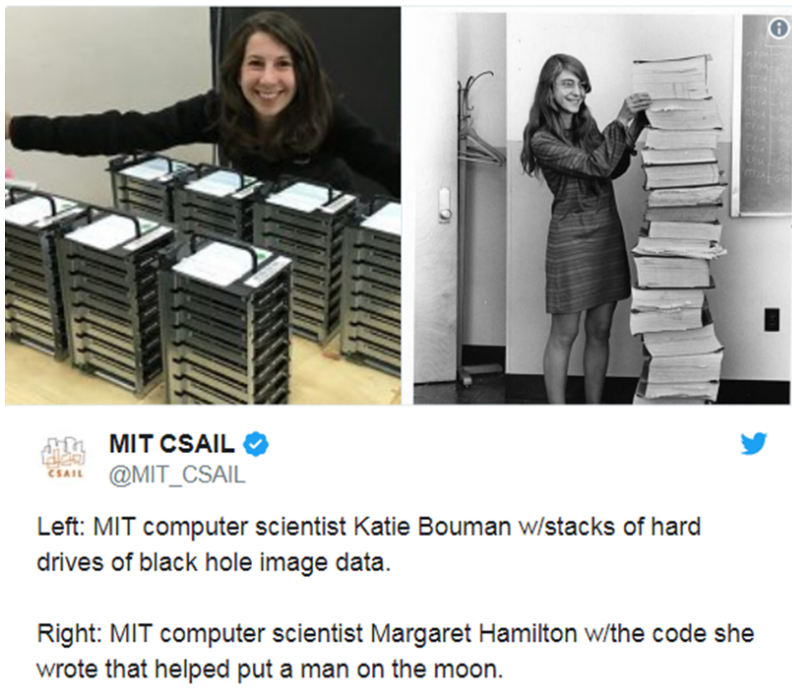 MIT CSAIL
@MIT_CSAIL
CSAIL
Left: MIT computer scientist Katie Bouman w/stacks of hard
drives of black hole image data.
Right: MIT computer scientist Margaret Hamilton w/the code she
wrote that helped put a man on the moon.